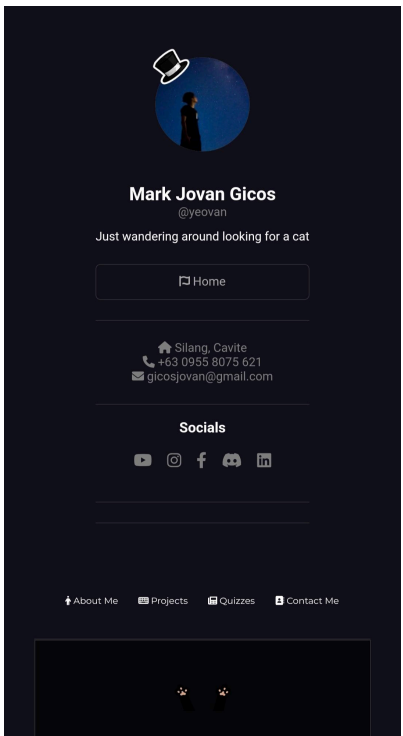 Mark Jovan Gicos
@yeovan
Just wandering around looking for a cat
Home
Silang, Cavite
+63 0955 8075 621
gicosjovan@gmail.com
Socials
About Me Projects Quizzes Contact Me